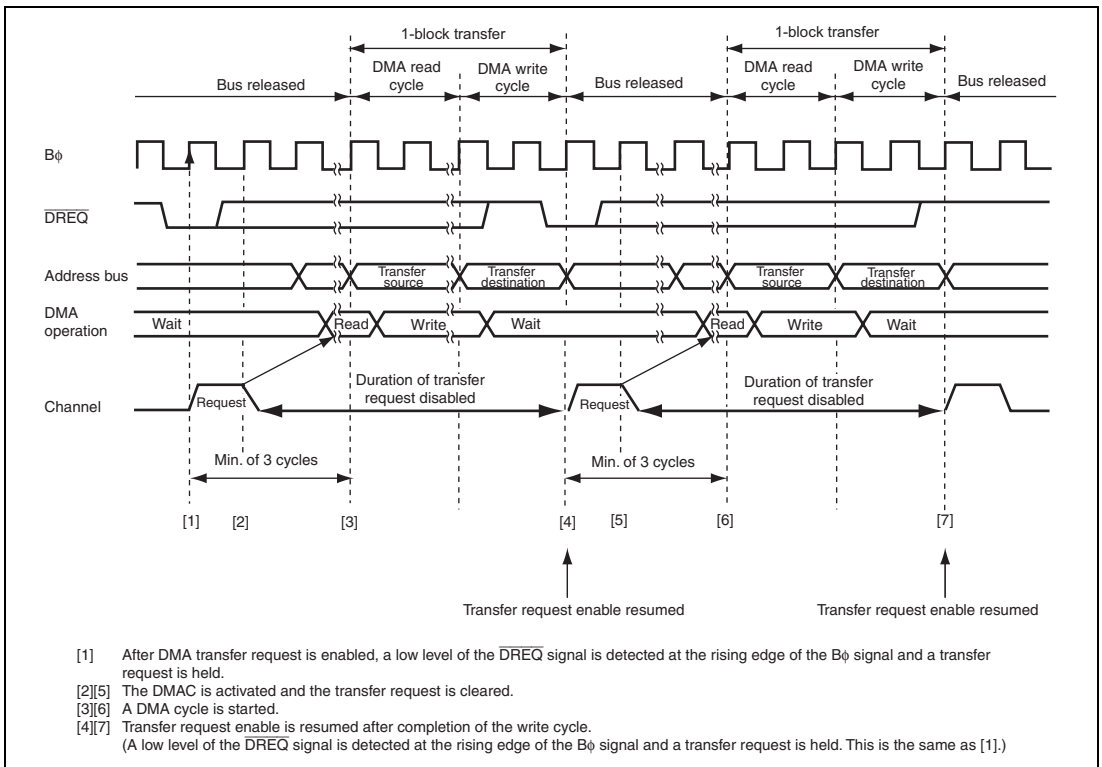 1-block transfer 1-block transfer
DMA read cycle DMA write cycle DMA read cycle DMA write cycle
Bus released Bus released Bus released
Bϕ
DREQ
Address bus Transfer source Transfer destination Transfer source Transfer destination
DMA operation Wait Read Write Wait Read Write Wait
Channel Request Duration of transfer request disabled Request Duration of transfer request disabled
Min. of 3 cycles Min. of 3 cycles
[1] [2] [3] [4] [5] [6] [7]
Transfer request enable resumed Transfer request enable resumed
[1] After DMA transfer request is enabled, a low level of the DREQ signal is detected at the rising edge of the Bϕ signal and a transfer
request is held.
[2][5] The DMAC is activated and the transfer request is cleared.
[3][6] A DMA cycle is started.
[4][7] Transfer request enable is resumed after completion of the write cycle.
(A low level of the DREQ signal is detected at the rising edge of the Bϕ signal and a transfer request is held. This is the same as [1].)